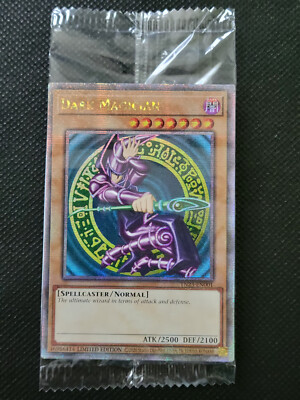 DARK MAGICIAN
[SPELLCASTER/NORMAL]
The ultimate wizard in terms of attack and defense.
ATK/2500 DEF/2100
LIMITED EDITION